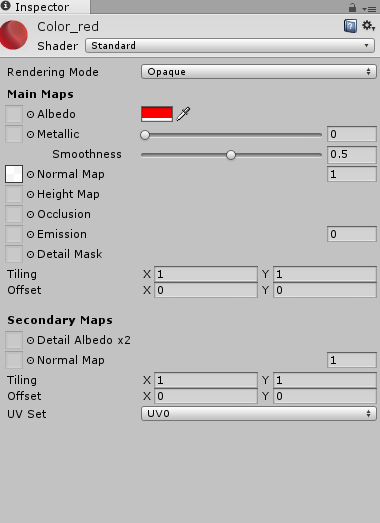 Inspector
Color_red
Shader Standard
Rendering Mode Opaque
Main Maps
Albedo
Metallic 0
Smoothness 0.5
Normal Map 1
Height Map
Occlusion
Emission 0
Detail Mask
Tiling X 1 Y 1
Offset X 0 Y 0
Secondary Maps
Detail Albedo x2
Normal Map 1
Tiling X 1 Y 1
Offset X 0 Y 0
UV Set UV0